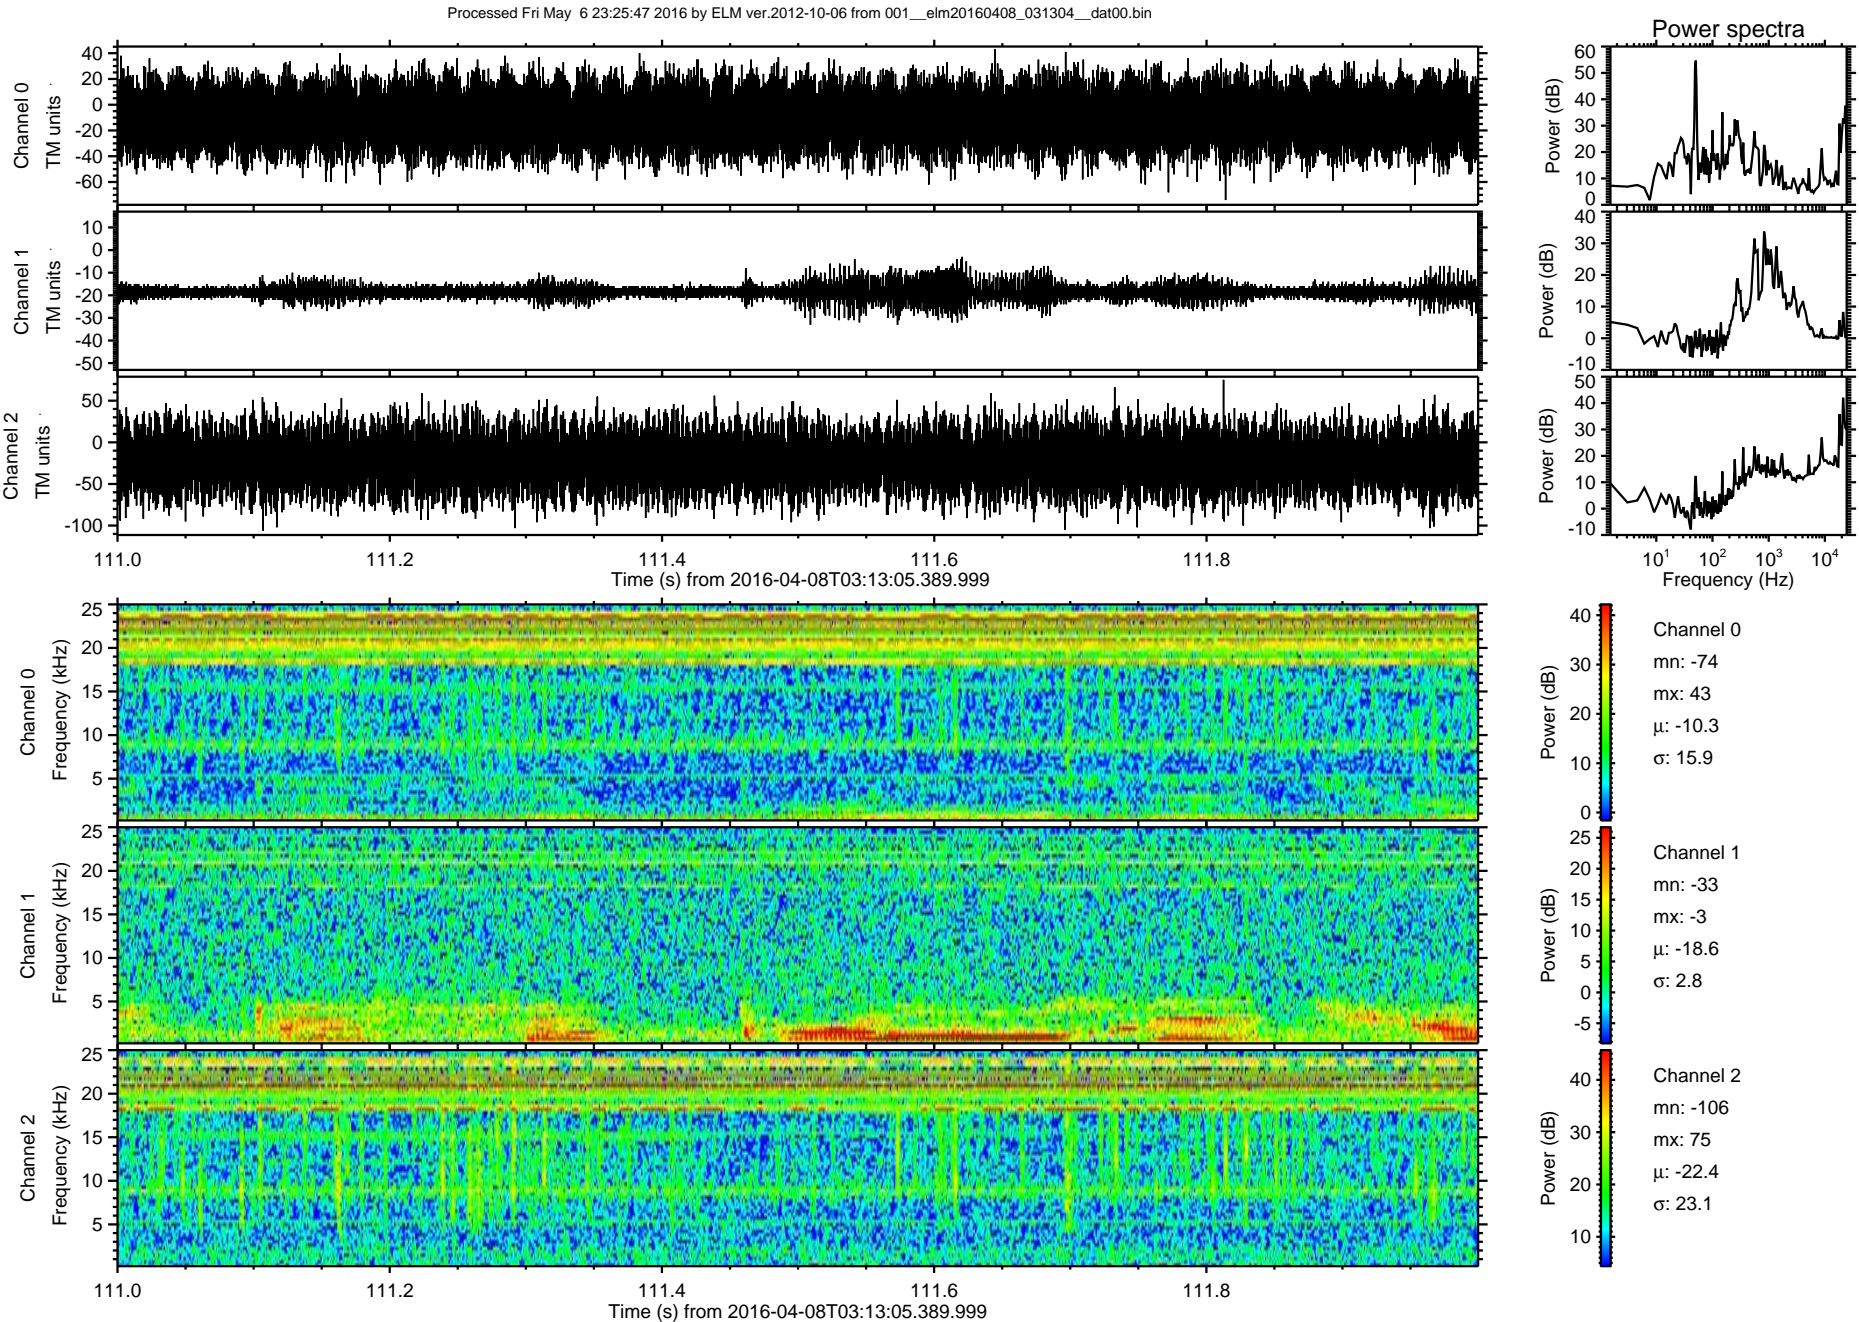 Processed Fri May  6 23:25:47 2016 by ELM ver.2012-10-06 from 001__elm20160408_031304__dat00.bin
Power spectra
Channel 0
TM units
40
20
0
-20
-40
-60
Power (dB)
60
50
40
30
20
10
0
Channel 1
TM units
10
0
-10
-20
-30
-40
-50
Power (dB)
40
30
20
10
0
-10
Channel 2
TM units
50
0
-50
-100
Power (dB)
50
40
30
20
10
0
-10
111.0 111.2 111.4 111.6 111.8
Time (s) from 2016-04-08T03:13:05.389.999
10¹ 10² 10³ 10⁴
Frequency (Hz)
Channel 0
Frequency (kHz)
25
20
15
10
5
Power (dB)
40
30
20
10
0
Channel 0
mn: -74
mx: 43
μ: -10.3
σ: 15.9
Channel 1
Frequency (kHz)
25
20
15
10
5
Power (dB)
25
20
15
10
5
0
-5
Channel 1
mn: -33
mx: -3
μ: -18.6
σ: 2.8
Channel 2
Frequency (kHz)
25
20
15
10
5
Power (dB)
40
30
20
10
Channel 2
mn: -106
mx: 75
μ: -22.4
σ: 23.1
111.0 111.2 111.4 111.6 111.8
Time (s) from 2016-04-08T03:13:05.389.999